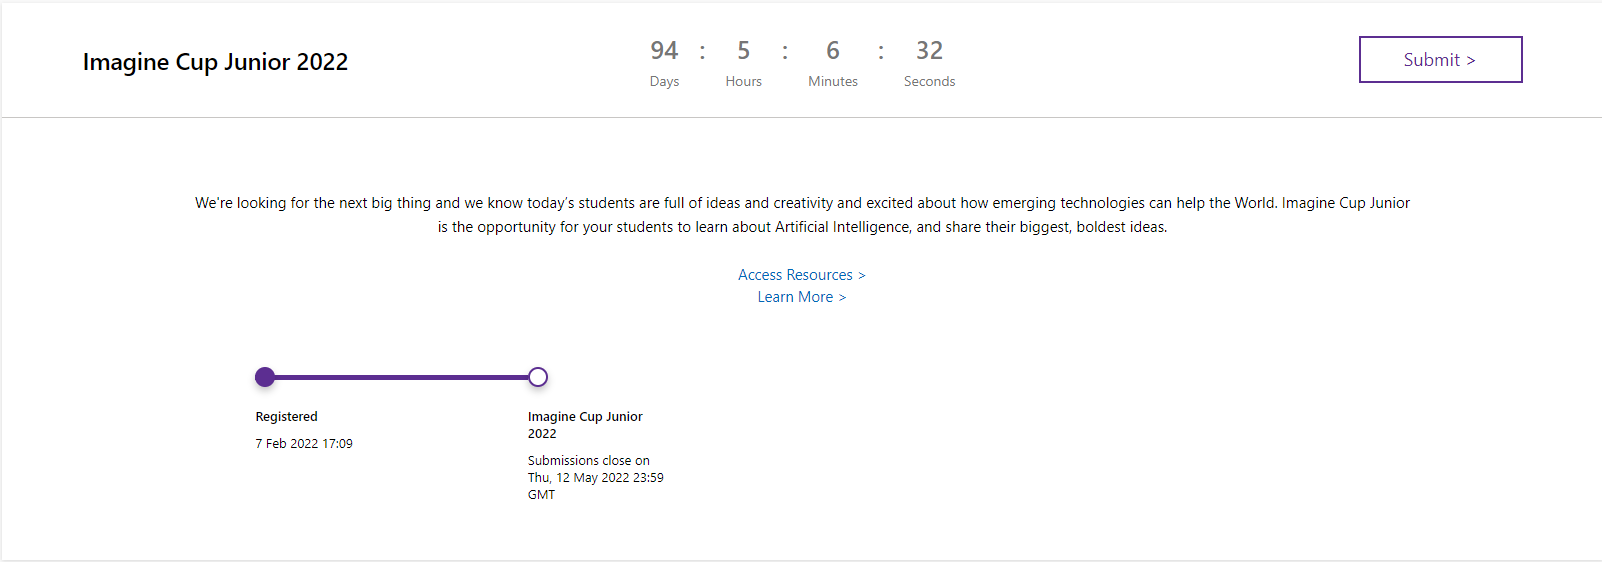 Imagine Cup Junior 2022
94 : 5 : 6 : 32
Days Hours Minutes Seconds
Submit >
We're looking for the next big thing and we know today's students are full of ideas and creativity and excited about how emerging technologies can help the World. Imagine Cup Junior
is the opportunity for your students to learn about Artificial Intelligence, and share their biggest, boldest ideas.
Access Resources >
Learn More >
Registered
7 Feb 2022 17:09
Imagine Cup Junior
2022
Submissions close on
Thu, 12 May 2022 23:59
GMT